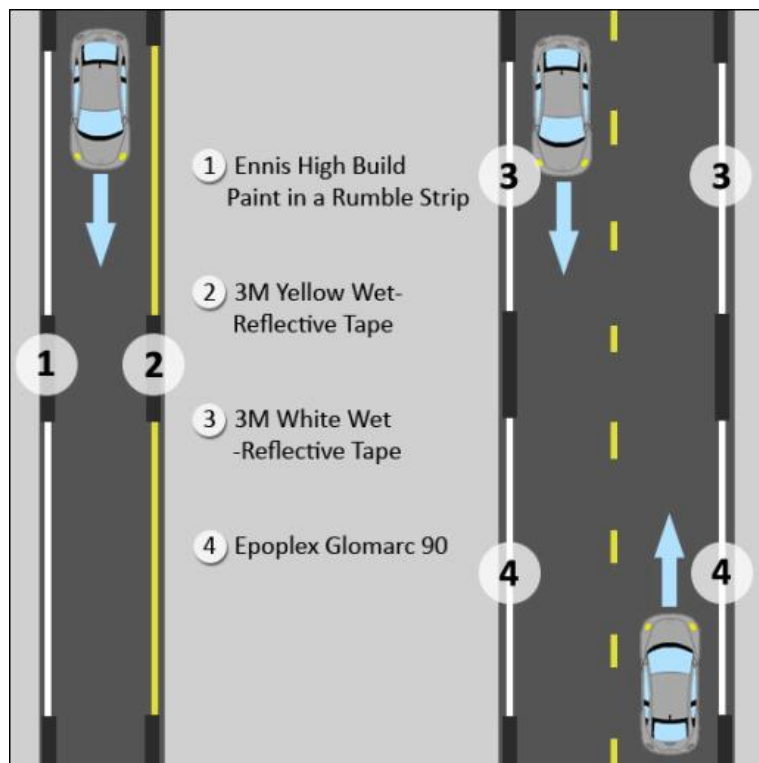 1 Ennis High Build
Paint in a Rumble Strip
2 3M Yellow Wet-
Reflective Tape
3 3M White Wet
-Reflective Tape
4 Epoplex Glomarc 90
1
2
3
3
4
4